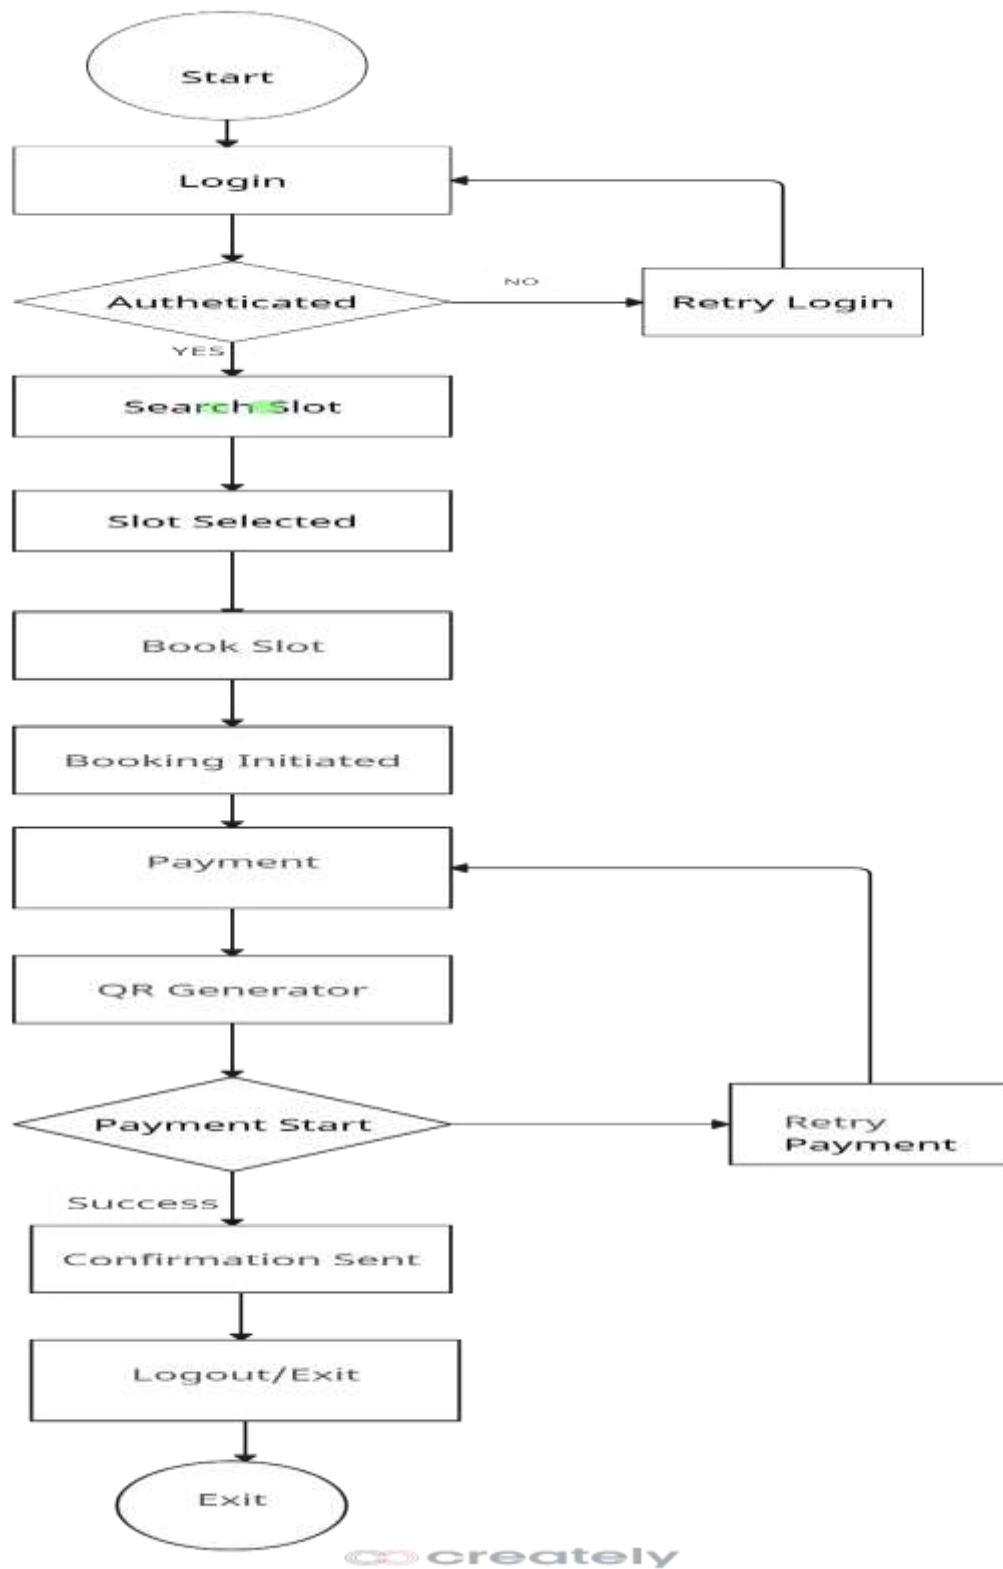 Start
Login
Autheticated
NO
Retry Login
YES
Search Slot
Slot Selected
Book Slot
Booking Initiated
Payment
QR Generator
Payment Start
Retry
Payment
Success
Confirmation Sent
Logout/Exit
Exit
creately